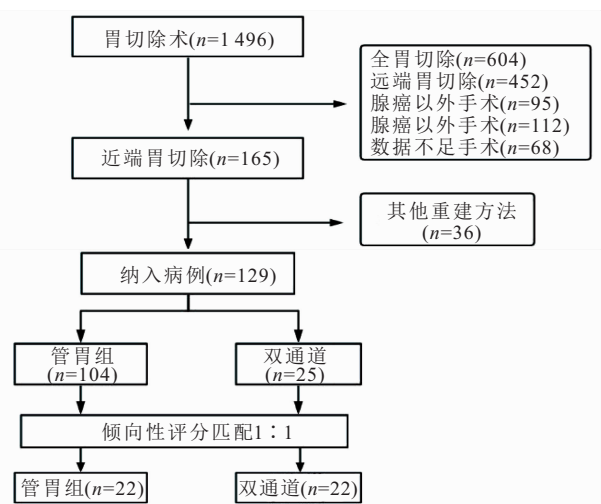 胃切除术(n=1 496)
全胃切除(n=604)
远端胃切除(n=452)
腺癌以外手术(n=95)
腺癌以外手术(n=112)
数据不足手术(n=68)
近端胃切除(n=165)
其他重建方法
(n=36)
纳入病例(n=129)
管胃组
(n=104)
双通道
(n=25)
倾向性评分匹配1∶1
管胃组(n=22)
双通道(n=22)